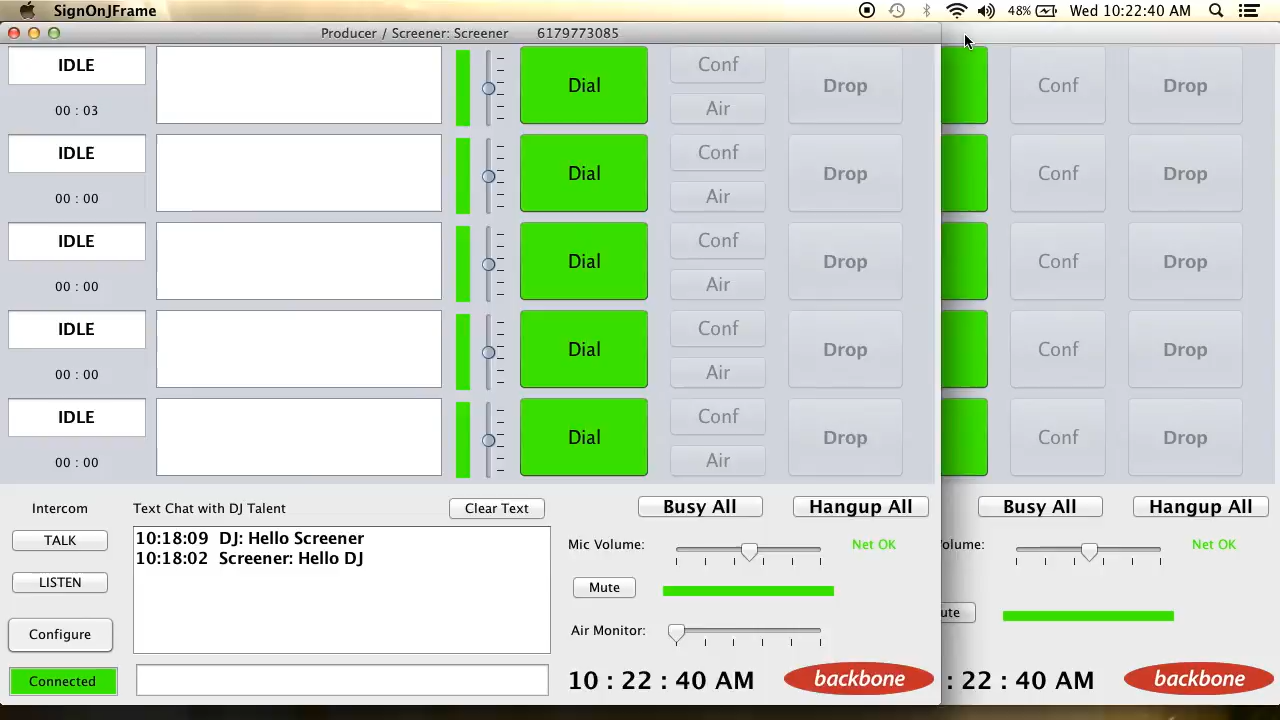 SignOnJFrame
48%
Wed 10:22:40 AM
Producer / Screener: Screener 6179773085
IDLE
00 : 03
Dial
Conf
Air
Drop
Conf
Drop
IDLE
00 : 00
Dial
Conf
Air
Drop
Conf
Drop
IDLE
00 : 00
Dial
Conf
Air
Drop
Conf
Drop
IDLE
00 : 00
Dial
Conf
Air
Drop
Conf
Drop
IDLE
00 : 00
Dial
Conf
Air
Drop
Conf
Drop
Intercom
TALK
LISTEN
Configure
Connected
Text Chat with DJ Talent
Clear Text
10:18:09 DJ: Hello Screener
10:18:02 Screener: Hello DJ
Busy All
Hangup All
Mic Volume:
Net OK
Mute
Air Monitor:
10 : 22 : 40 AM
backbone
Busy All
Hangup All
olume:
Net OK
ute
: 22 : 40 AM
backbone